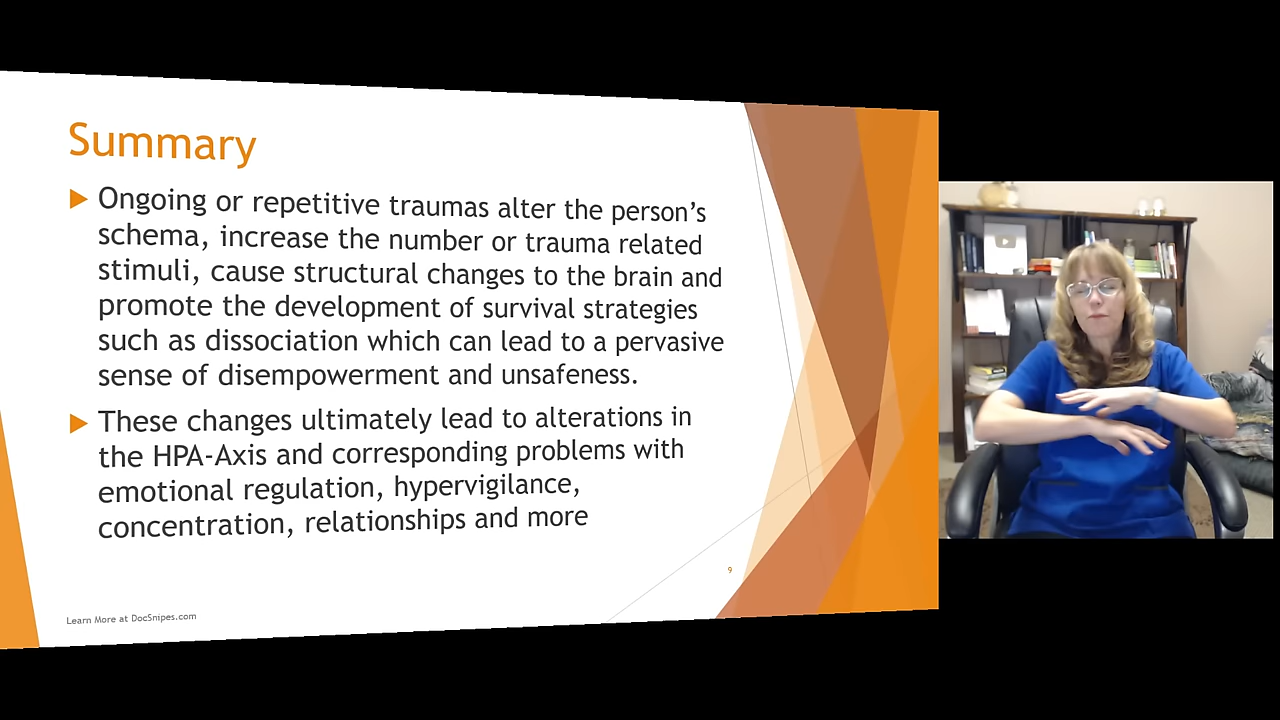 Summary
Ongoing or repetitive traumas alter the person's
schema, increase the number or trauma related
stimuli, cause structural changes to the brain and
promote the development of survival strategies
such as dissociation which can lead to a pervasive
sense of disempowerment and unsafeness.
These changes ultimately lead to alterations in
the HPA-Axis and corresponding problems with
emotional regulation, hypervigilance,
concentration, relationships and more
9
Learn More at DocSnipes.com